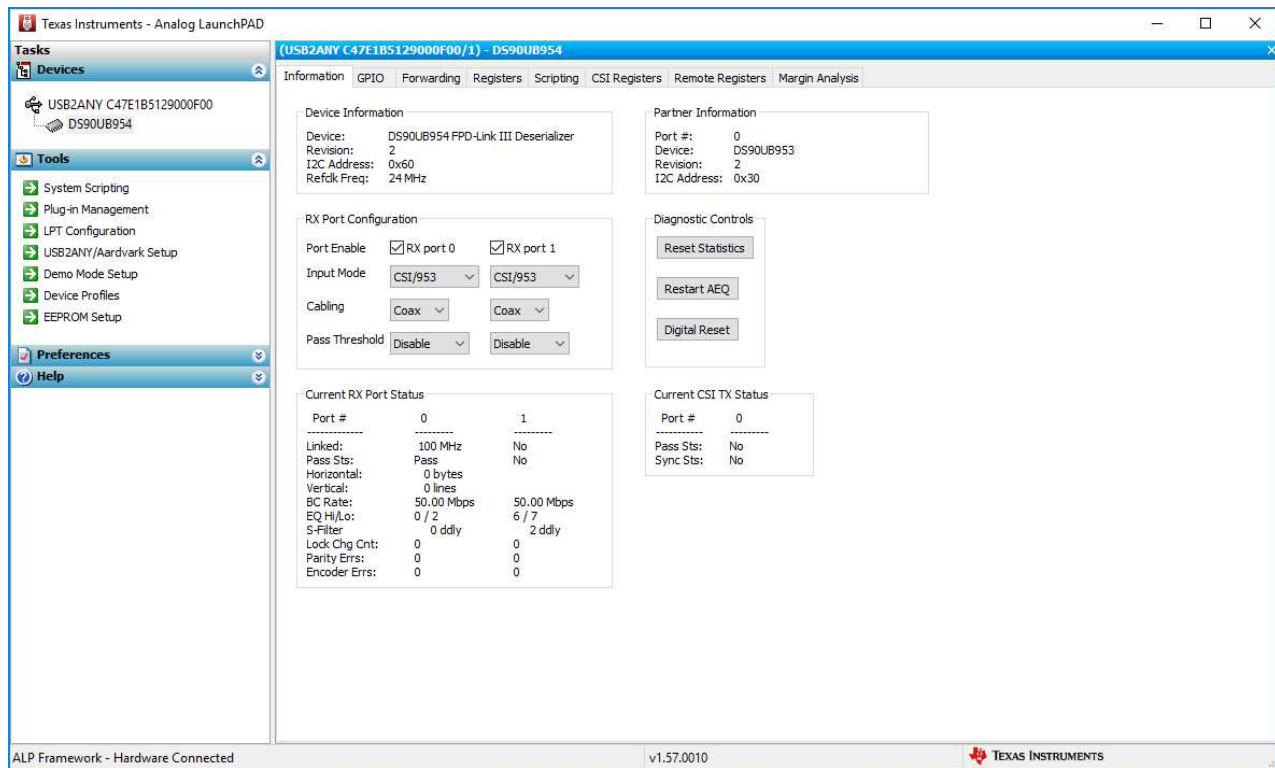 Texas Instruments - Analog LaunchPAD
Tasks
Devices
USB2ANY C47E1B5129000F00
DS90UB954
Tools
System Scripting
Plug-in Management
LPT Configuration
USB2ANY/Aardvark Setup
Demo Mode Setup
Device Profiles
EEPROM Setup
Preferences
Help
(USB2ANY C47E1B5129000F00/1) - DS90UB954
Information GPIO Forwarding Registers Scripting CSI Registers Remote Registers Margin Analysis
Device Information
Device: DS90UB954 FPD-Link III Deserializer
Revision: 2
I2C Address: 0x60
Refclk Freq: 24 MHz
Partner Information
Port #: 0
Device: DS90UB953
Revision: 2
I2C Address: 0x30
RX Port Configuration
Port Enable RX port 0 RX port 1
Input Mode CSI/953 CSI/953
Cabling Coax Coax
Pass Threshold Disable Disable
Diagnostic Controls
Reset Statistics
Restart AEQ
Digital Reset
Current RX Port Status
Port # 0 1
------------- --------- ---------
Linked: 100 MHz No
Pass Sts: Pass No
Horizontal: 0 bytes
Vertical: 0 lines
BC Rate: 50.00 Mbps 50.00 Mbps
EQ Hi/Lo: 0 / 2 6 / 7
S-Filter 0 ddly 2 ddly
Lock Chg Cnt: 0 0
Parity Errs: 0 0
Encoder Errs: 0 0
Current CSI TX Status
Port # 0
----------- ---------
Pass Sts: No
Sync Sts: No
ALP Framework - Hardware Connected v1.57.0010 TEXAS INSTRUMENTS